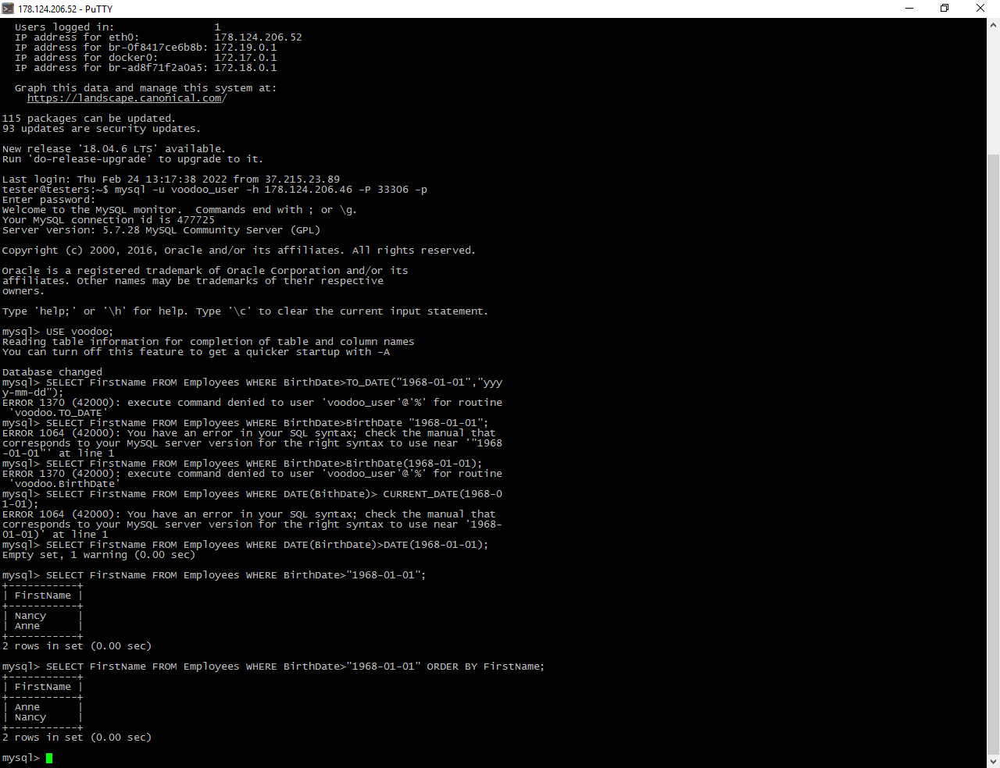 178.124.206.52 - PuTTY
  Users logged in:                1
  IP address for eth0:            178.124.206.52
  IP address for br-0f8417ce6b8b: 172.19.0.1
  IP address for docker0:         172.17.0.1
  IP address for br-ad8f71f2a0a5: 172.18.0.1
  Graph this data and manage this system at:
    https://landscape.canonical.com/
115 packages can be updated.
93 updates are security updates.
New release '18.04.6 LTS' available.
Run 'do-release-upgrade' to upgrade to it.
Last login: Thu Feb 24 13:17:38 2022 from 37.215.23.89
tester@testers:~$ mysql -u voodoo_user -h 178.124.206.46 -P 33306 -p
Enter password:
Welcome to the MySQL monitor.  Commands end with ; or \g.
Your MySQL connection id is 477725
Server version: 5.7.28 MySQL Community Server (GPL)
Copyright (c) 2000, 2016, Oracle and/or its affiliates. All rights reserved.
Oracle is a registered trademark of Oracle Corporation and/or its
affiliates. Other names may be trademarks of their respective
owners.
Type 'help;' or '\h' for help. Type '\c' to clear the current input statement.
mysql> USE voodoo;
Reading table information for completion of table and column names
You can turn off this feature to get a quicker startup with -A
Database changed
mysql> SELECT FirstName FROM Employees WHERE BirthDate>TO_DATE("1968-01-01","yyy
y-mm-dd");
ERROR 1370 (42000): execute command denied to user 'voodoo_user'@'%' for routine
 'voodoo.TO_DATE'
mysql> SELECT FirstName FROM Employees WHERE BirthDate>BirthDate "1968-01-01";
ERROR 1064 (42000): You have an error in your SQL syntax; check the manual that
corresponds to your MySQL server version for the right syntax to use near '"1968
-01-01"' at line 1
mysql> SELECT FirstName FROM Employees WHERE BirthDate>BirthDate(1968-01-01);
ERROR 1370 (42000): execute command denied to user 'voodoo_user'@'%' for routine
 'voodoo.BirthDate'
mysql> SELECT FirstName FROM Employees WHERE DATE(BithDate)> CURRENT_DATE(1968-0
1-01);
ERROR 1064 (42000): You have an error in your SQL syntax; check the manual that
corresponds to your MySQL server version for the right syntax to use near '1968-
01-01)' at line 1
mysql> SELECT FirstName FROM Employees WHERE DATE(BirthDate)>DATE(1968-01-01);
Empty set, 1 warning (0.00 sec)
mysql> SELECT FirstName FROM Employees WHERE BirthDate>"1968-01-01";
+-----------+
| FirstName |
+-----------+
| Nancy     |
| Anne      |
+-----------+
2 rows in set (0.00 sec)
mysql> SELECT FirstName FROM Employees WHERE BirthDate>"1968-01-01" ORDER BY FirstName;
+-----------+
| FirstName |
+-----------+
| Anne      |
| Nancy     |
+-----------+
2 rows in set (0.00 sec)
mysql>